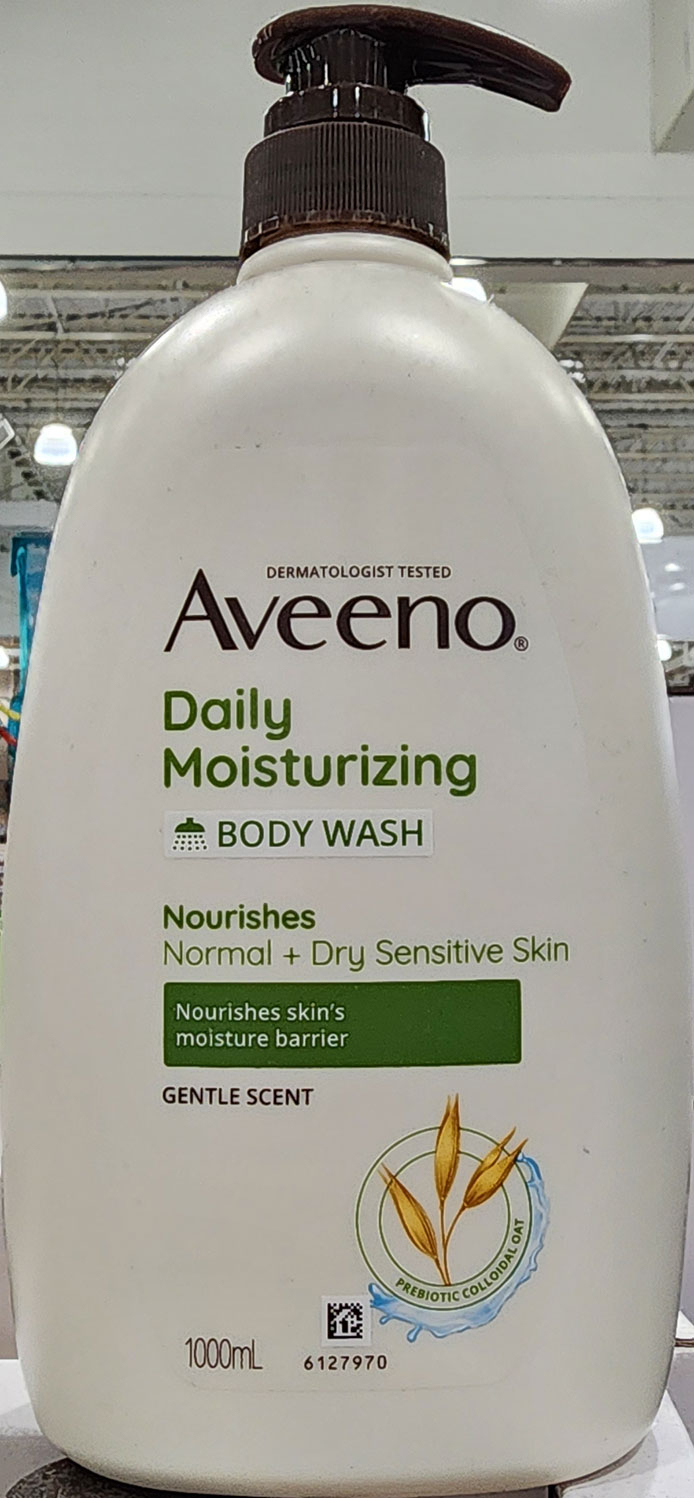 DERMATOLOGIST TESTED
Aveeno®
Daily
Moisturizing
BODY WASH
Nourishes
Normal + Dry Sensitive Skin
Nourishes skin's
moisture barrier
GENTLE SCENT
PREBIOTIC COLLOIDAL OAT
1000mL
6127970